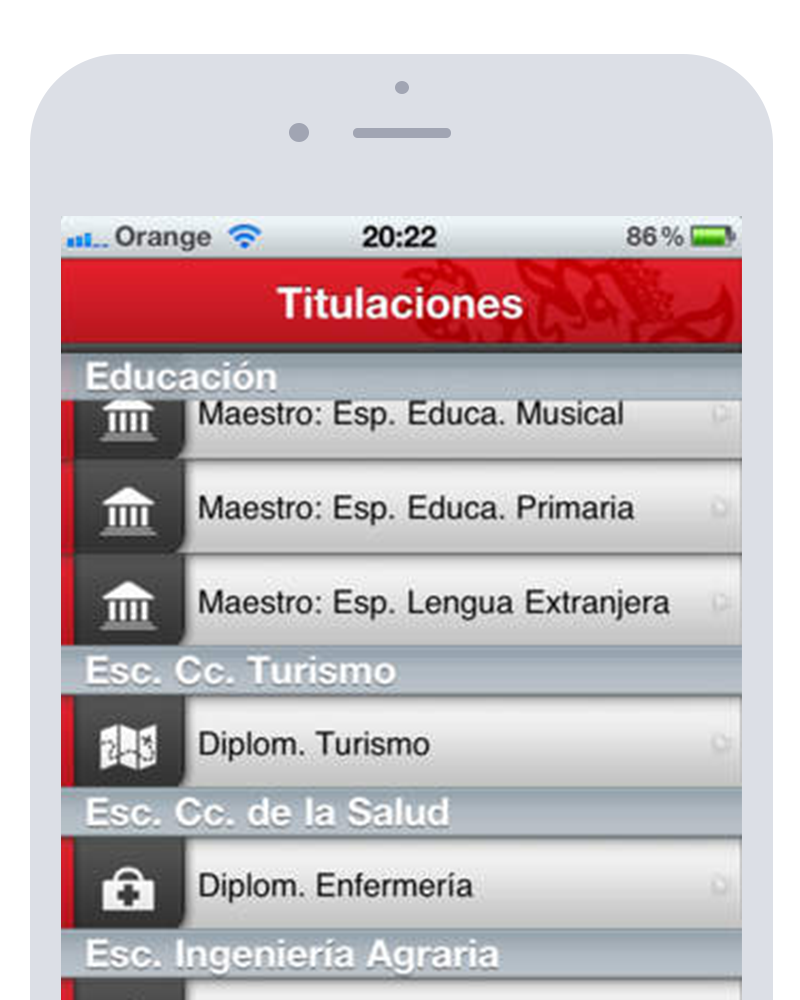 Orange 20:22 86 %
Titulaciones
Educación
Maestro: Esp. Educa. Musical
Maestro: Esp. Educa. Primaria
Maestro: Esp. Lengua Extranjera
Esc. Cc. Turismo
Diplom. Turismo
Esc. Cc. de la Salud
Diplom. Enfermería
Esc. Ingeniería Agraria